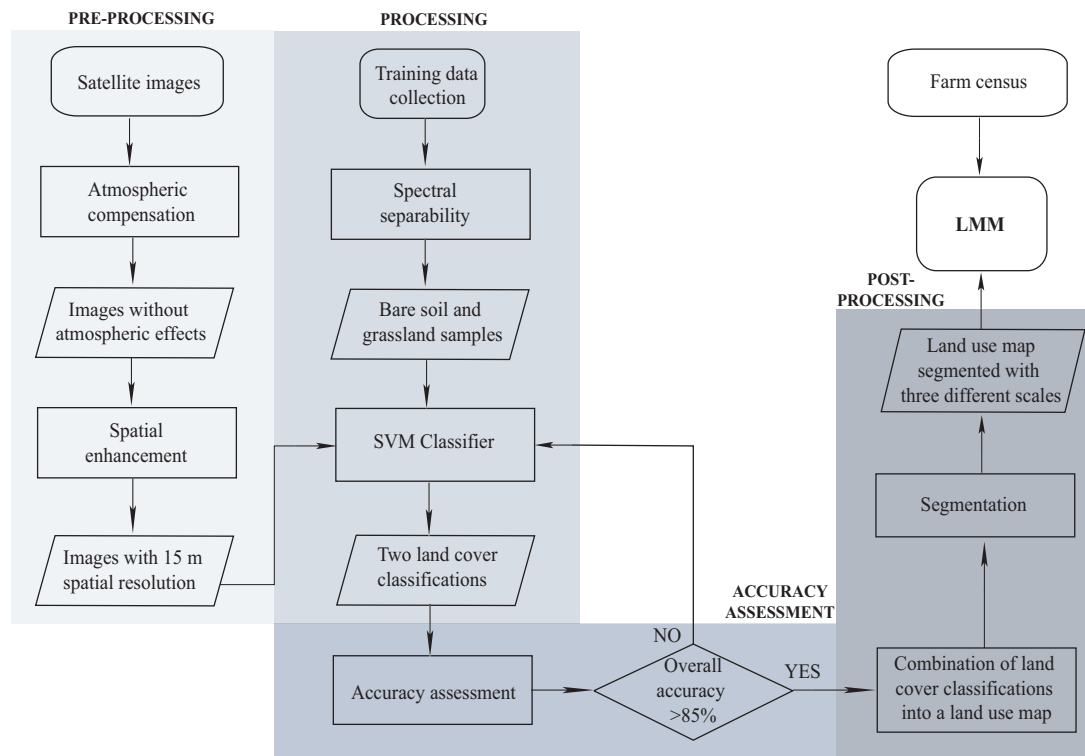 PRE-PROCESSING
Satellite images
Atmospheric
compensation
Images without
atmospheric effects
Spatial
enhancement
Images with 15 m
spatial resolution
PROCESSING
Training data
collection
Spectral
separability
Bare soil and
grassland samples
SVM Classifier
Two land cover
classifications
ACCURACY
ASSESSMENT
Accuracy assessment
NO
Overall
accuracy
>85%
YES
POST-
PROCESSING
Combination of land
cover classifications
into a land use map
Segmentation
Land use map
segmented with
three different scales
LMM
Farm census